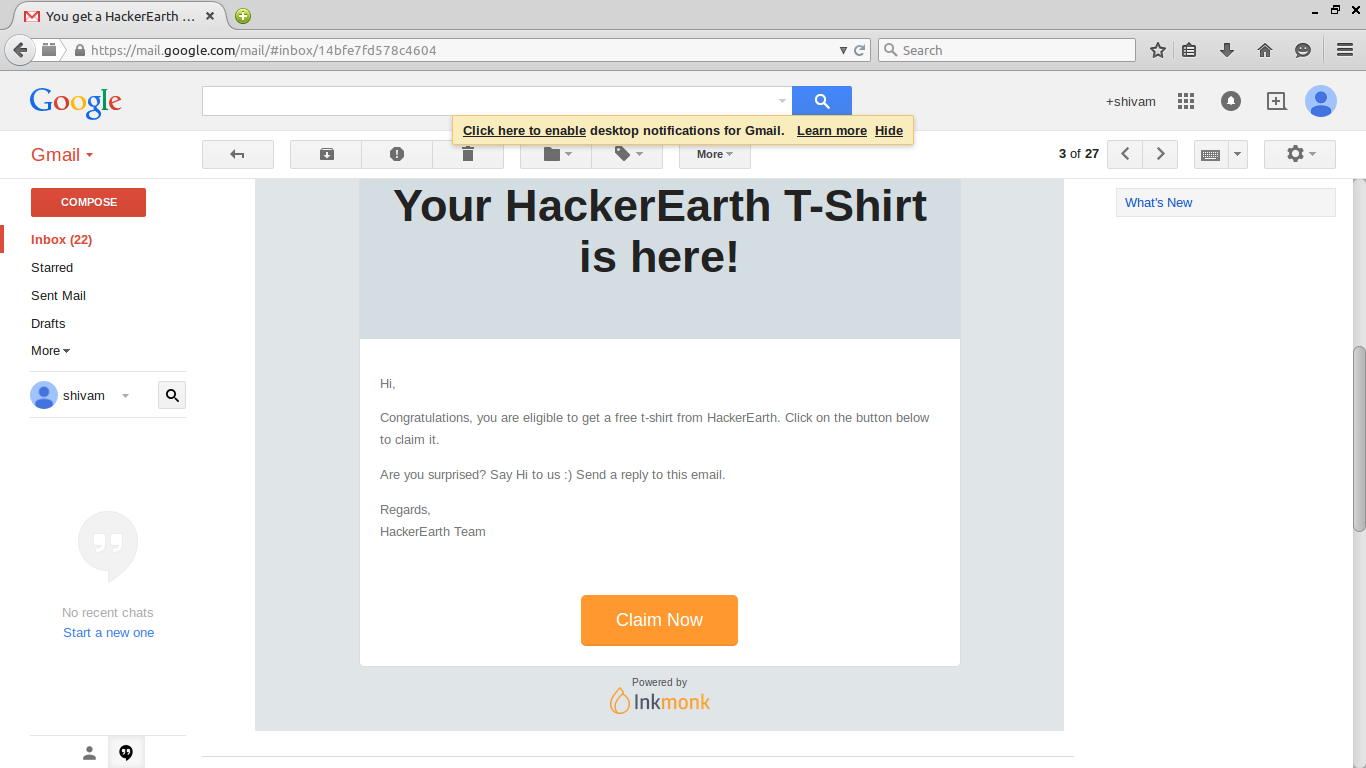 You get a HackerEarth ...
https://mail.google.com/mail/#inbox/14bfe7fd578c4604
Search
Google
+shivam
Click here to enable desktop notifications for Gmail. Learn more Hide
Gmail
More
3 of 27
COMPOSE
What's New
Inbox (22)
Starred
Sent Mail
Drafts
More
shivam
No recent chats
Start a new one
Your HackerEarth T-Shirt
is here!
Hi,
Congratulations, you are eligible to get a free t-shirt from HackerEarth. Click on the button below
to claim it.
Are you surprised? Say Hi to us :) Send a reply to this email.
Regards,
HackerEarth Team
Claim Now
Powered by
Inkmonk